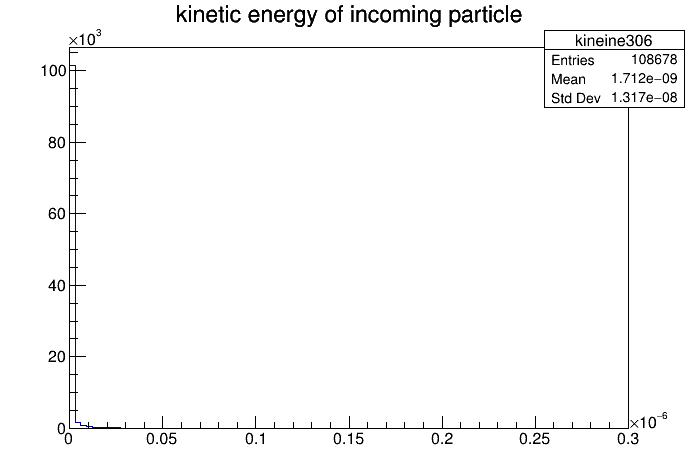 kinetic energy of incoming particle
×10³
kineine306
Entries 108678
Mean 1.712e−09
Std Dev 1.317e−08
100
80
60
40
20
0
0 0.05 0.1 0.15 0.2 0.25 0.3
×10⁻⁶